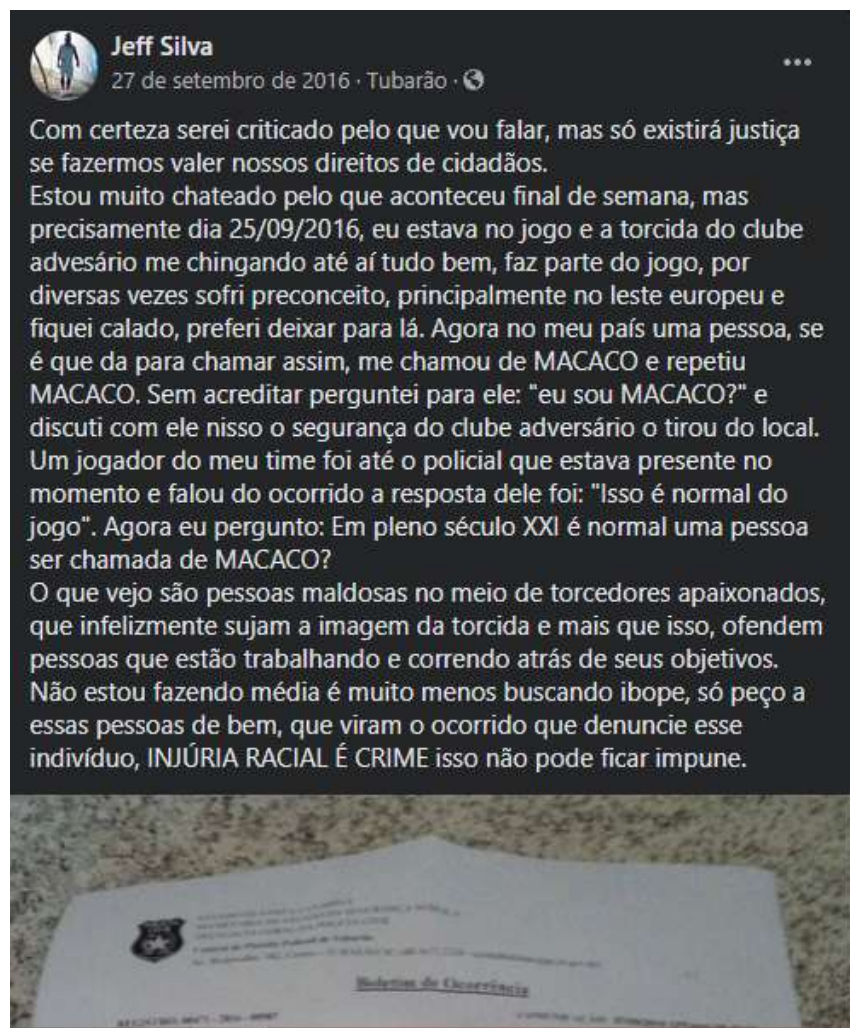 Jeff Silva
27 de setembro de 2016 · Tubarão ·
Com certeza serei criticado pelo que vou falar, mas só existirá justiça
se fazermos valer nossos direitos de cidadãos.
Estou muito chateado pelo que aconteceu final de semana, mas
precisamente dia 25/09/2016, eu estava no jogo e a torcida do clube
advesário me chingando até aí tudo bem, faz parte do jogo, por
diversas vezes sofri preconceito, principalmente no leste europeu e
fiquei calado, preferi deixar para lá. Agora no meu país uma pessoa, se
é que da para chamar assim, me chamou de MACACO e repetiu
MACACO. Sem acreditar perguntei para ele: "eu sou MACACO?" e
discuti com ele nisso o segurança do clube adversário o tirou do local.
Um jogador do meu time foi até o policial que estava presente no
momento e falou do ocorrido a resposta dele foi: "Isso é normal do
jogo". Agora eu pergunto: Em pleno século XXI é normal uma pessoa
ser chamada de MACACO?
O que vejo são pessoas maldosas no meio de torcedores apaixonados,
que infelizmente sujam a imagem da torcida e mais que isso, ofendem
pessoas que estão trabalhando e correndo atrás de seus objetivos.
Não estou fazendo média é muito menos buscando ibope, só peço a
essas pessoas de bem, que viram o ocorrido que denuncie esse
indivíduo, INJÚRIA RACIAL É CRIME isso não pode ficar impune.
Boletim de Ocorrência